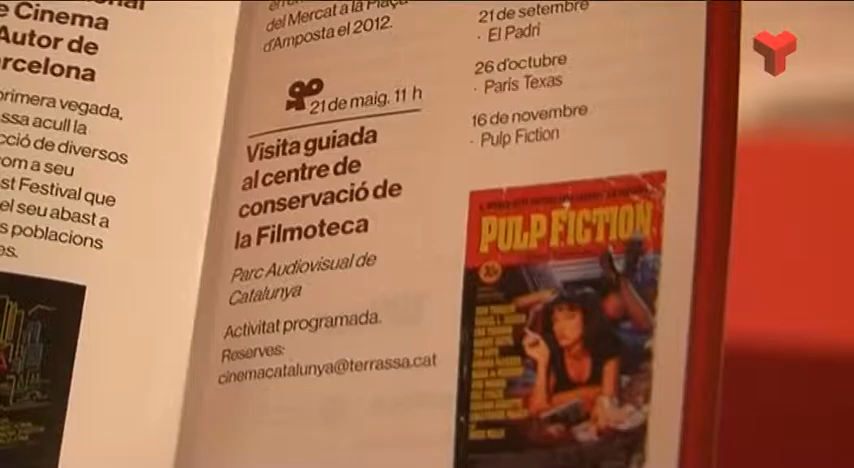 e Cinema
Autor de
rcelona
primera vegada,
ssa acull la
cció de diversos
om a seu
st Festival que
el seu abast a
s poblacions
es.
del Mercat a la Plaça
d'Amposta el 2012.
21 de maig. 11 h
Visita guiada
al centre de
conservació de
la Filmoteca
Parc Audiovisual de
Catalunya
Activitat programada.
Reserves:
cinemacatalunya@terrassa.cat
21 de setembre
· El Padrí
26 d'octubre
· Paris Texas
16 de novembre
· Pulp Fiction
PULP FICTION
10¢